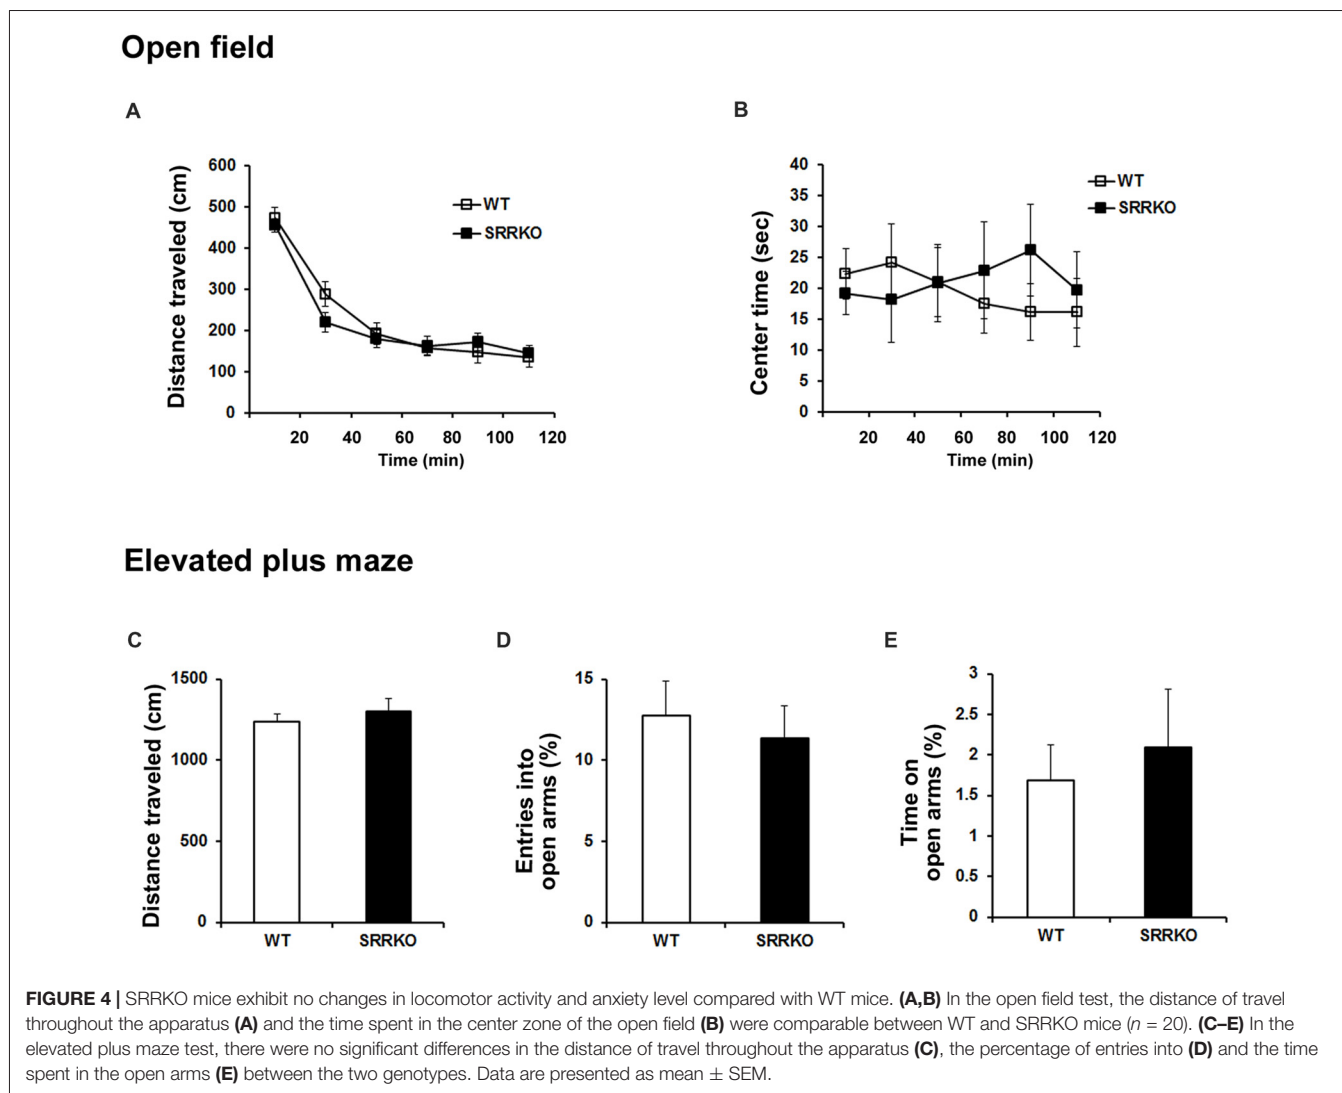 Open field
A
Distance traveled (cm)
600
500
400
300
200
100
0
20 40 60 80 100 120
Time (min)
WT
SRRKO
B
Center time (sec)
40
35
30
25
20
15
10
5
0
20 40 60 80 100 120
Time (min)
WT
SRRKO
Elevated plus maze
C
Distance traveled (cm)
1500
1000
500
0
WT SRRKO
D
Entries into
open arms (%)
15
10
5
0
WT SRRKO
E
Time on
open arms (%)
3
2.5
2
1.5
1
0.5
0
WT SRRKO
FIGURE 4 | SRRKO mice exhibit no changes in locomotor activity and anxiety level compared with WT mice. (A,B) In the open field test, the distance of travel
throughout the apparatus (A) and the time spent in the center zone of the open field (B) were comparable between WT and SRRKO mice (n = 20). (C–E) In the
elevated plus maze test, there were no significant differences in the distance of travel throughout the apparatus (C), the percentage of entries into (D) and the time
spent in the open arms (E) between the two genotypes. Data are presented as mean ± SEM.